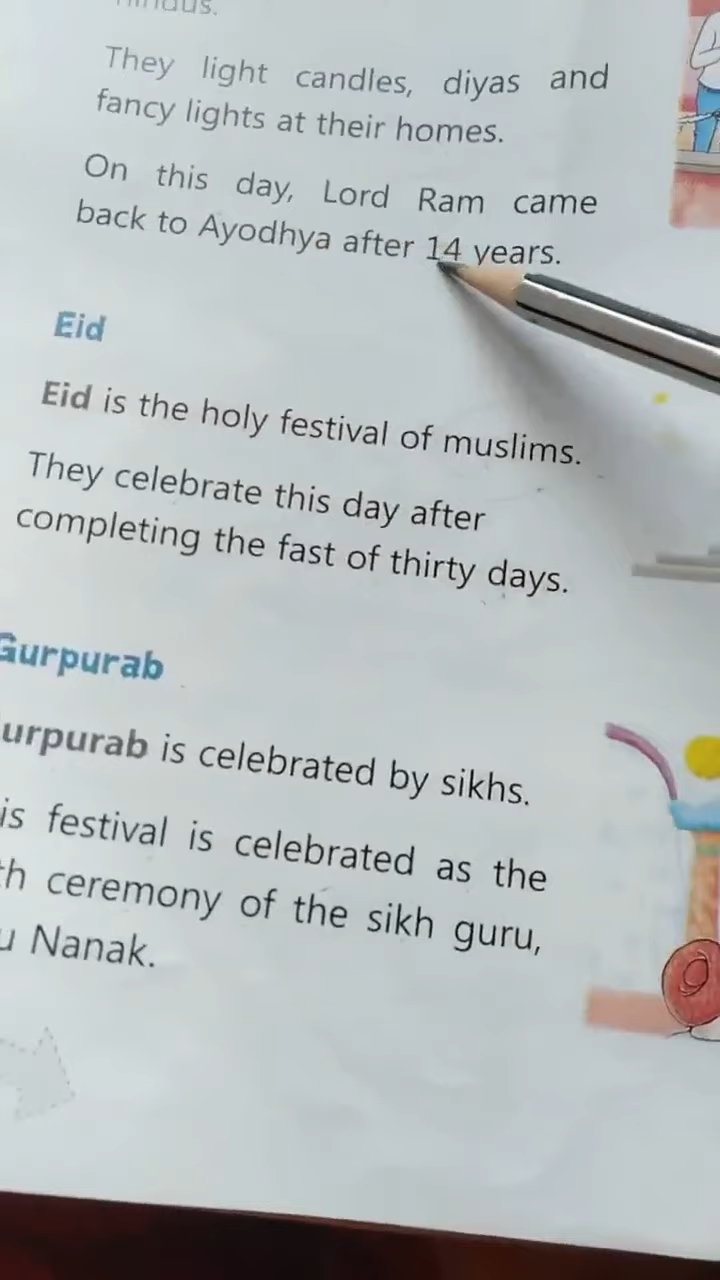 They light candles, diyas and
fancy lights at their homes.
On this day, Lord Ram came
back to Ayodhya after 14 years.
Eid
Eid is the holy festival of muslims.
They celebrate this day after
completing the fast of thirty days.
Gurpurab
urpurab is celebrated by sikhs.
is festival is celebrated as the
th ceremony of the sikh guru,
u Nanak.